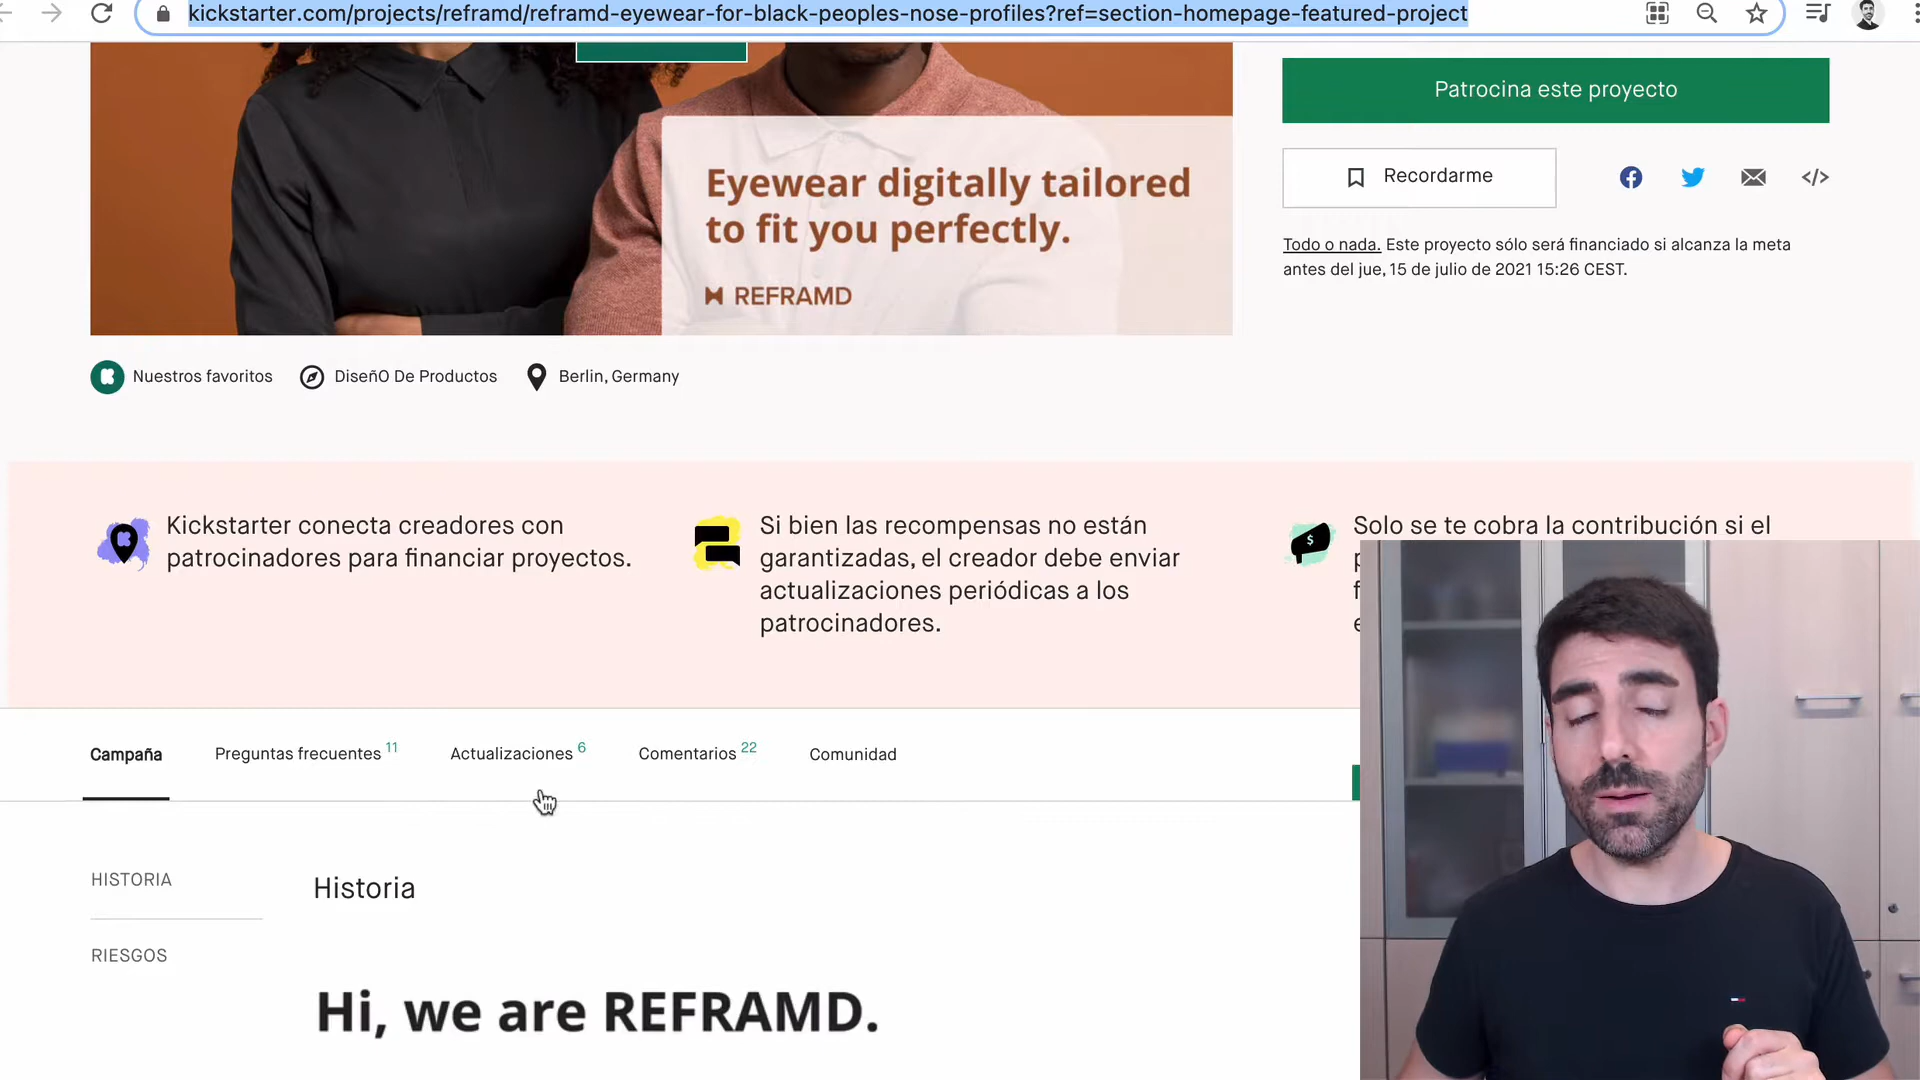 kickstarter.com/projects/reframd/reframd-eyewear-for-black-peoples-nose-profiles?ref=section-homepage-featured-project
Patrocina este proyecto
Eyewear digitally tailored
to fit you perfectly.
REFRAMD
Recordarme
</>
Todo o nada. Este proyecto sólo será financiado si alcanza la meta
antes del jue, 15 de julio de 2021 15:26 CEST.
Nuestros favoritos
DiseñO De Productos
Berlin, Germany
Kickstarter conecta creadores con
patrocinadores para financiar proyectos.
Si bien las recompensas no están
garantizadas, el creador debe enviar
actualizaciones periódicas a los
patrocinadores.
Solo se te cobra la contribución si el
Campaña
Preguntas frecuentes 11
Actualizaciones 6
Comentarios 22
Comunidad
HISTORIA
RIESGOS
Historia
Hi, we are REFRAMD.